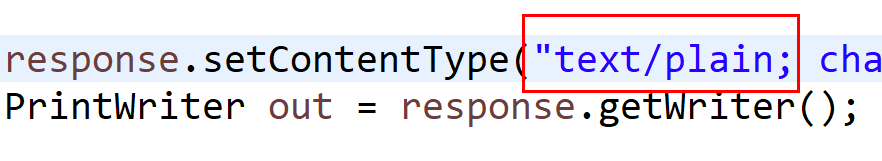 response.setContentType("text/plain; cha
PrintWriter out = response.getWriter();